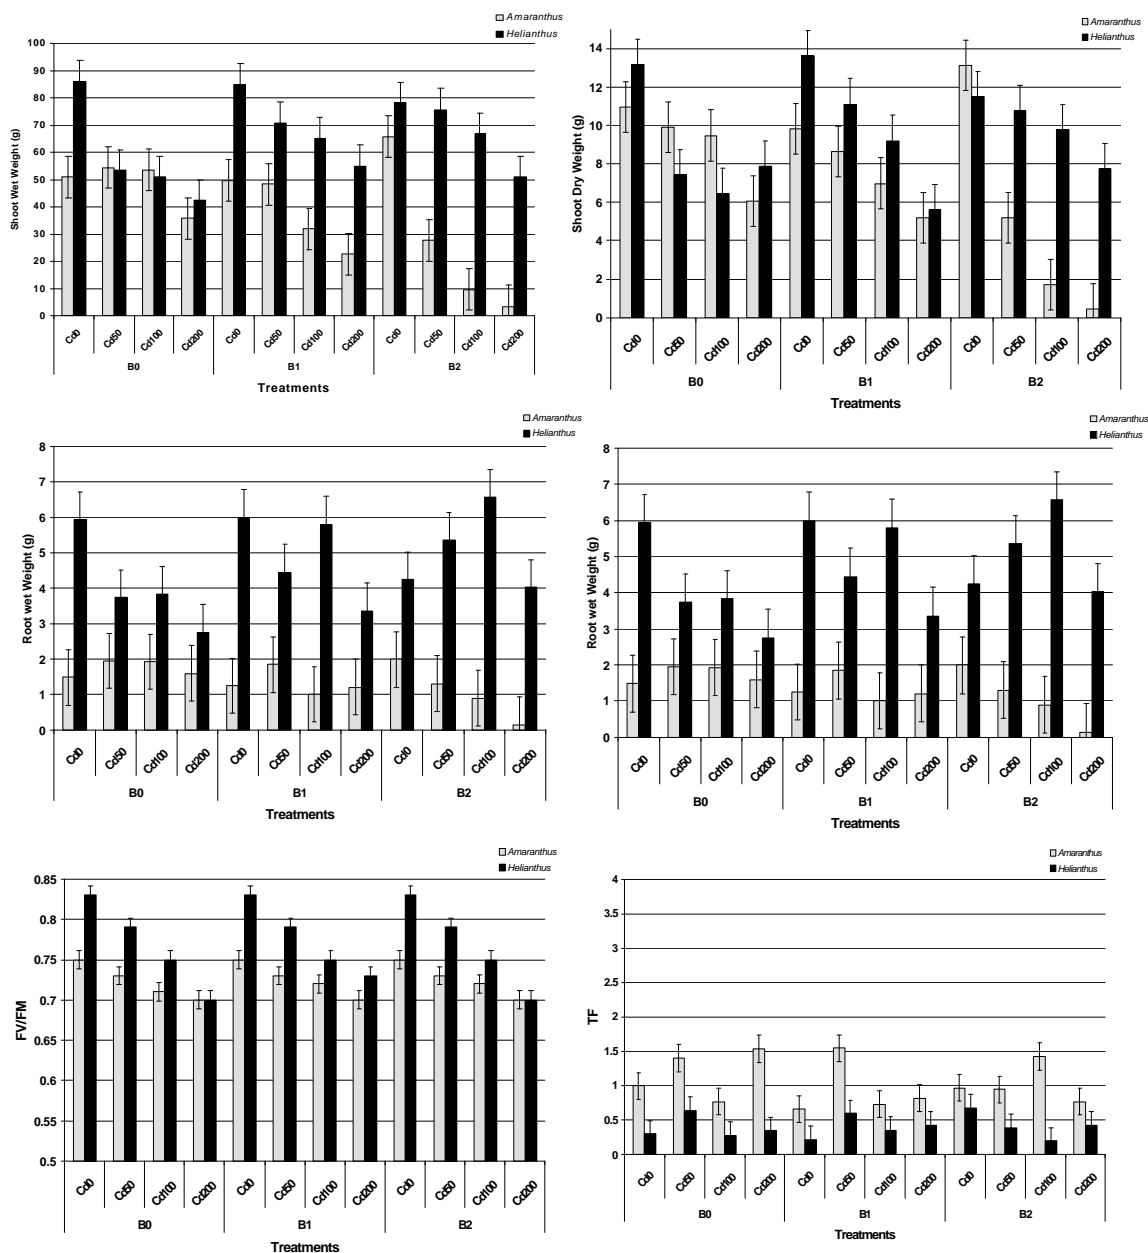 Amaranthus
Helianthus
100
90
80
70
60
50
40
30
20
10
0
Shoot Wet Weight (g)
Cd0 Cd50 Cd100 Cd200 Cd0 Cd50 Cd100 Cd200 Cd0 Cd50 Cd100 Cd200
B0 B1 B2
Treatments
Amaranthus
Helianthus
14
12
10
8
6
4
2
0
Shoot Dry Weight (g)
Cd0 Cd50 Cd100 Cd200 Cd0 Cd50 Cd100 Cd200 Cd0 Cd50 Cd100 Cd200
B0 B1 B2
Treatments
Amaranthus
Helianthus
8
7
6
5
4
3
2
1
0
Root wet Weight (g)
Cd0 Cd50 Cd100 Cd200 Cd0 Cd50 Cd100 Cd200 Cd0 Cd50 Cd100 Cd200
B0 B1 B2
Treatments
Amaranthus
Helianthus
8
7
6
5
4
3
2
1
0
Root wet Weight (g)
Cd0 Cd50 Cd100 Cd200 Cd0 Cd50 Cd100 Cd200 Cd0 Cd50 Cd100 Cd200
B0 B1 B2
Treatments
Amaranthus
Helianthus
0.85
0.8
0.75
0.7
0.65
0.6
0.55
0.5
FV/FM
Cd0 Cd50 Cd100 Cd200 Cd0 Cd50 Cd100 Cd200 Cd0 Cd50 Cd100 Cd200
B0 B1 B2
Treatments
Amaranthus
Helianthus
4
3.5
3
2.5
2
1.5
1
0.5
0
TF
Cd0 Cd50 Cd100 Cd200 Cd0 Cd50 Cd100 Cd200 Cd0 Cd50 Cd100 Cd200
B0 B1 B2
Treatments